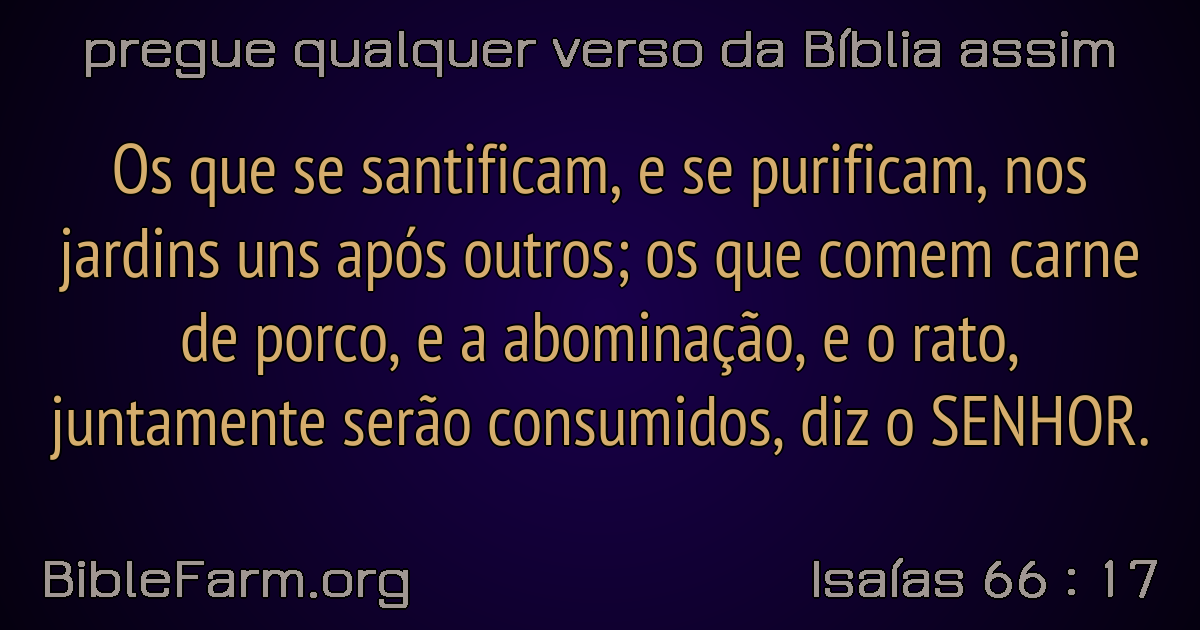 pregue qualquer verso da Bíblia assim
Os que se santificam, e se purificam, nos
jardins uns após outros; os que comem carne
de porco, e a abominação, e o rato,
juntamente serão consumidos, diz o SENHOR.
BibleFarm.org
Isaías 66 : 17